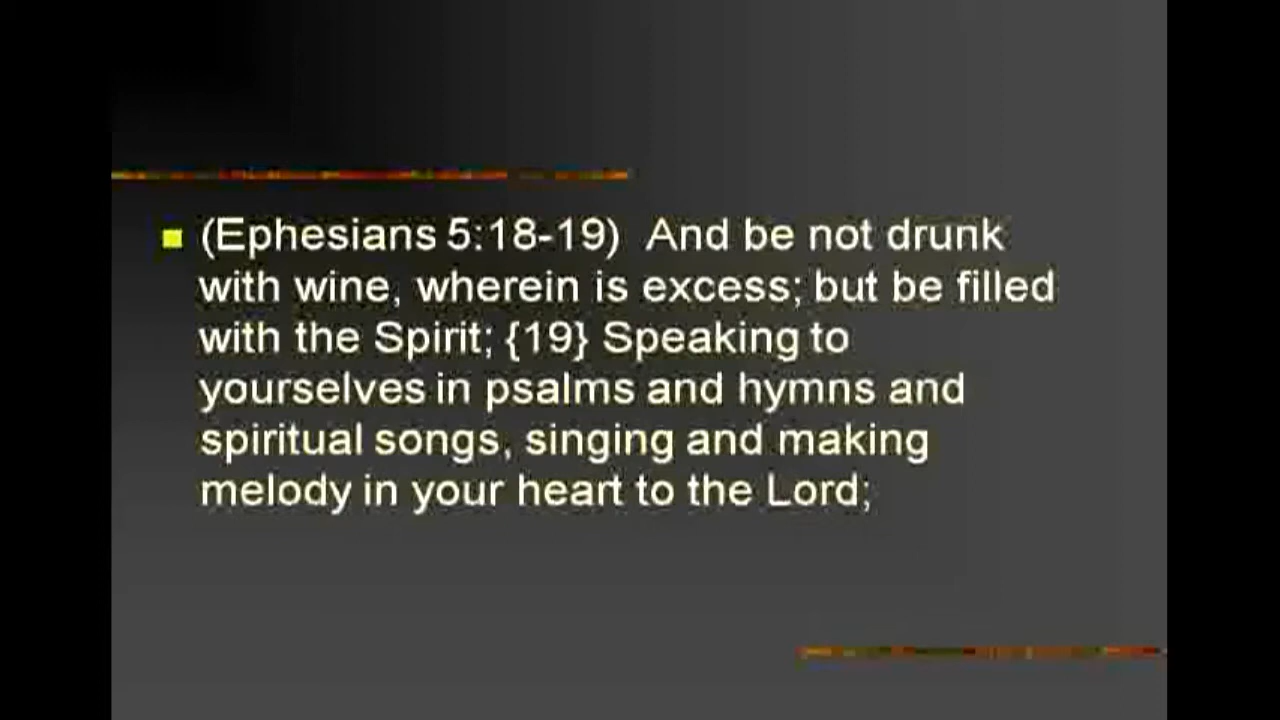 (Ephesians 5:18-19)  And be not drunk
with wine, wherein is excess; but be filled
with the Spirit; {19} Speaking to
yourselves in psalms and hymns and
spiritual songs, singing and making
melody in your heart to the Lord;